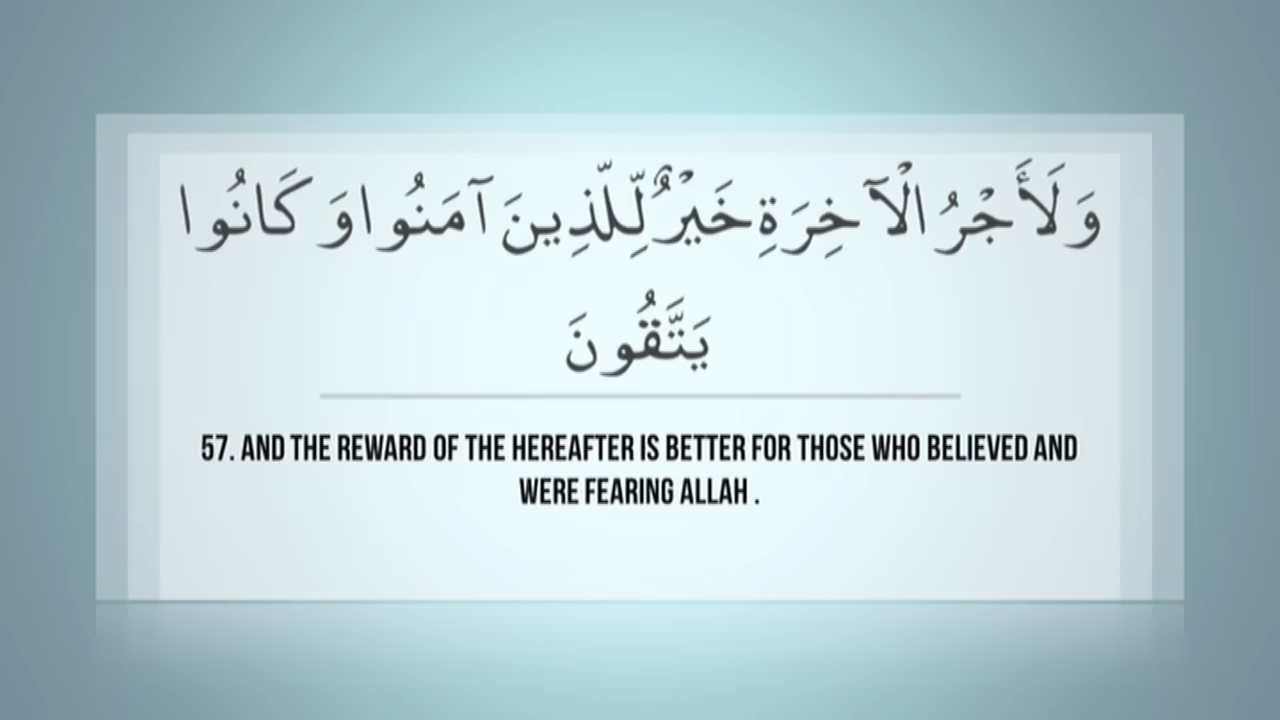 وَلَأَجْرُ الْآخِرَةِ خَيْرٌ لِّلَّذِينَ آمَنُوا وَكَانُوا
يَتَّقُونَ
57. AND THE REWARD OF THE HEREAFTER IS BETTER FOR THOSE WHO BELIEVED AND
WERE FEARING ALLAH .